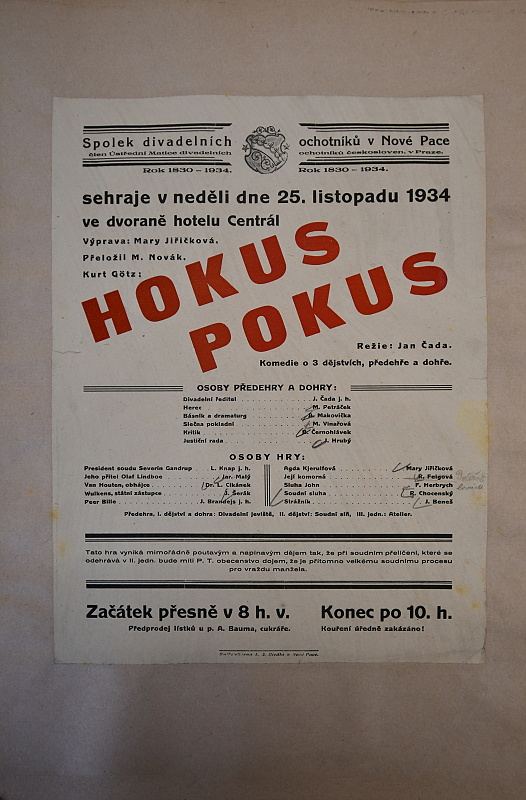 Spolek divadelních ochotníků v Nové Pace
člen Ústřední Matice divadelních ochotníků českosloven. v Praze.
Rok 1830 – 1934. Rok 1830 – 1934.
sehraje v neděli dne 25. listopadu 1934
ve dvoraně hotelu Centrál
Výprava: Mary Jiřičková.
Přeložil M. Novák.
Kurt Götz:
HOKUS
POKUS
Režie: Jan Čada.
Komedie o 3 dějstvích, předehře a dohře.
OSOBY PŘEDEHRY A DOHRY:
Divadelní ředitel . . . . . . . . . . J. Čada j. h.
Herec . . . . . . . . . . M. Petráček
Básník a dramaturg . . . . . . . . . . B. Makovička
Slečna pokladní . . . . . . . . . . M. Vinařová
Kritik . . . . . . . . . . B. Černohlávek
Justiční rada . . . . . . . . . . J. Hrubý
OSOBY HRY:
President soudu Severin Gandrup . L. Knap j. h.
Jeho přítel Olaf Lindboe . . . . Jar. Malý
Van Houten, obhájce . . . . Dr. L. Cikánek
Wulkens, státní zástupce . . . . J. Šerák
Peer Bille . . . . J. Brandejs j. h.
Agda Kjerulfová . . . . Mary Jiřičková
Její komorná . . . . R. Feigová
Sluha John . . . . F. Herbrych
Soudní sluha . . . . R. Chocenský
Strážník . . . . J. Beneš
Předehra, I. dějství a dohra: Divadelní jeviště, II. dějství: Soudní síň, III. jedn.: Atelier.
Tato hra vyniká mimořádně poutavým a napínavým dějem tak, že při soudním přelíčení, které se
odehrává v II. jedn. bude míti P. T. obecenstvo dojem, že je přítomno velkému soudnímu procesu
pro vraždu manžela.
Začátek přesně v 8 h. v. Konec po 10. h.
Předprodej lístků u p. A. Bauma, cukráře. Kouření úředně zakázáno!
v Nové Pace.